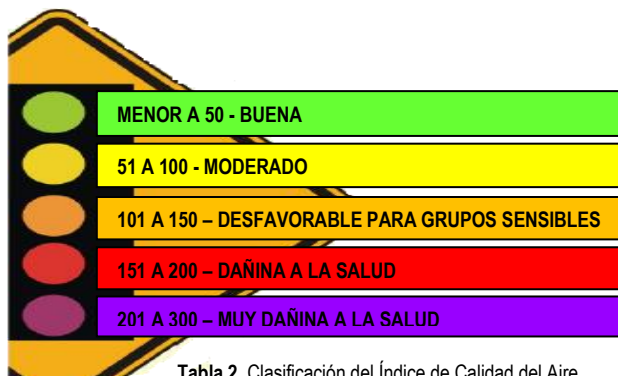 MENOR A 50 - BUENA
51 A 100 - MODERADO
101 A 150 – DESFAVORABLE PARA GRUPOS SENSIBLES
151 A 200 – DAÑINA A LA SALUD
201 A 300 – MUY DAÑINA A LA SALUD
Tabla 2. Clasificación del Índice de Calidad del Aire